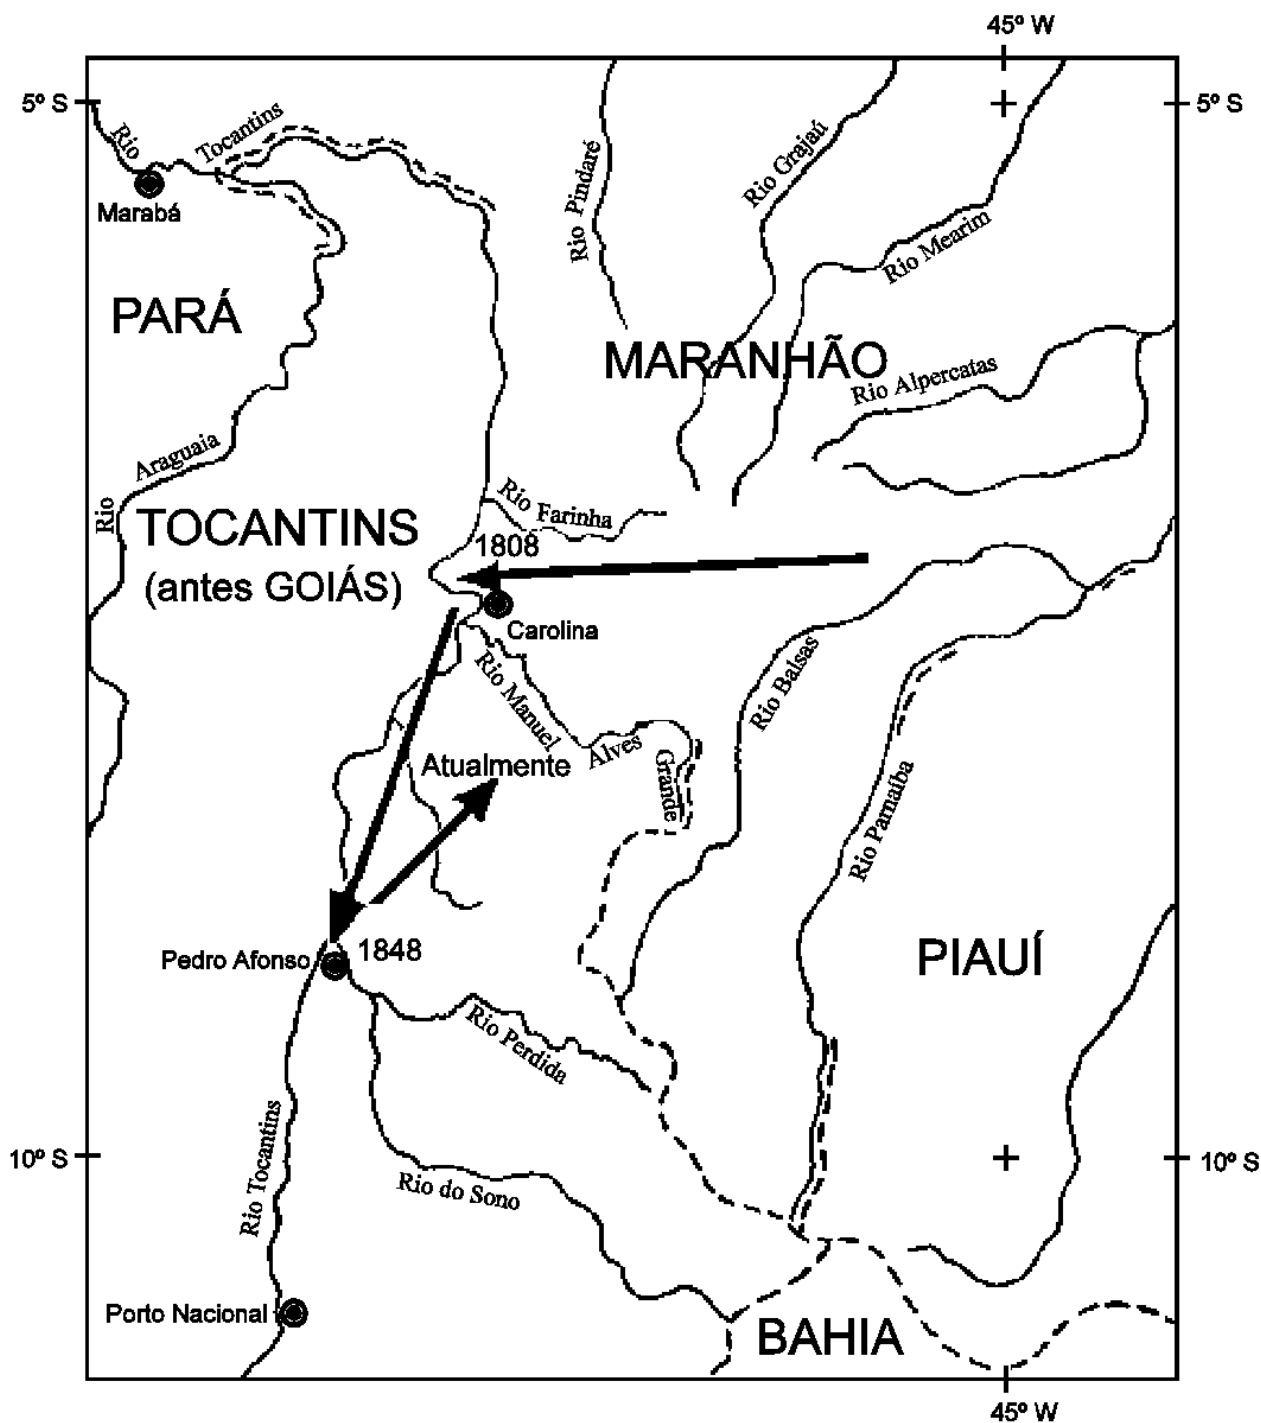 45º W
5º S
5º S
Rio Tocantins
Marabá
Rio Pindaré
Rio Grajaú
Rio Mearim
PARÁ
MARANHÃO
Rio Alpercatas
Rio Araguaia
Rio Farinha
TOCANTINS
(antes GOIÁS)
1808
Carolina
Rio Manuel Alves Grande
Rio Balsas
Atualmente
Rio Parnaíba
Pedro Afonso
1848
PIAUÍ
Rio Perdida
10º S
10º S
Rio Tocantins
Rio do Sono
Porto Nacional
BAHIA
45º W